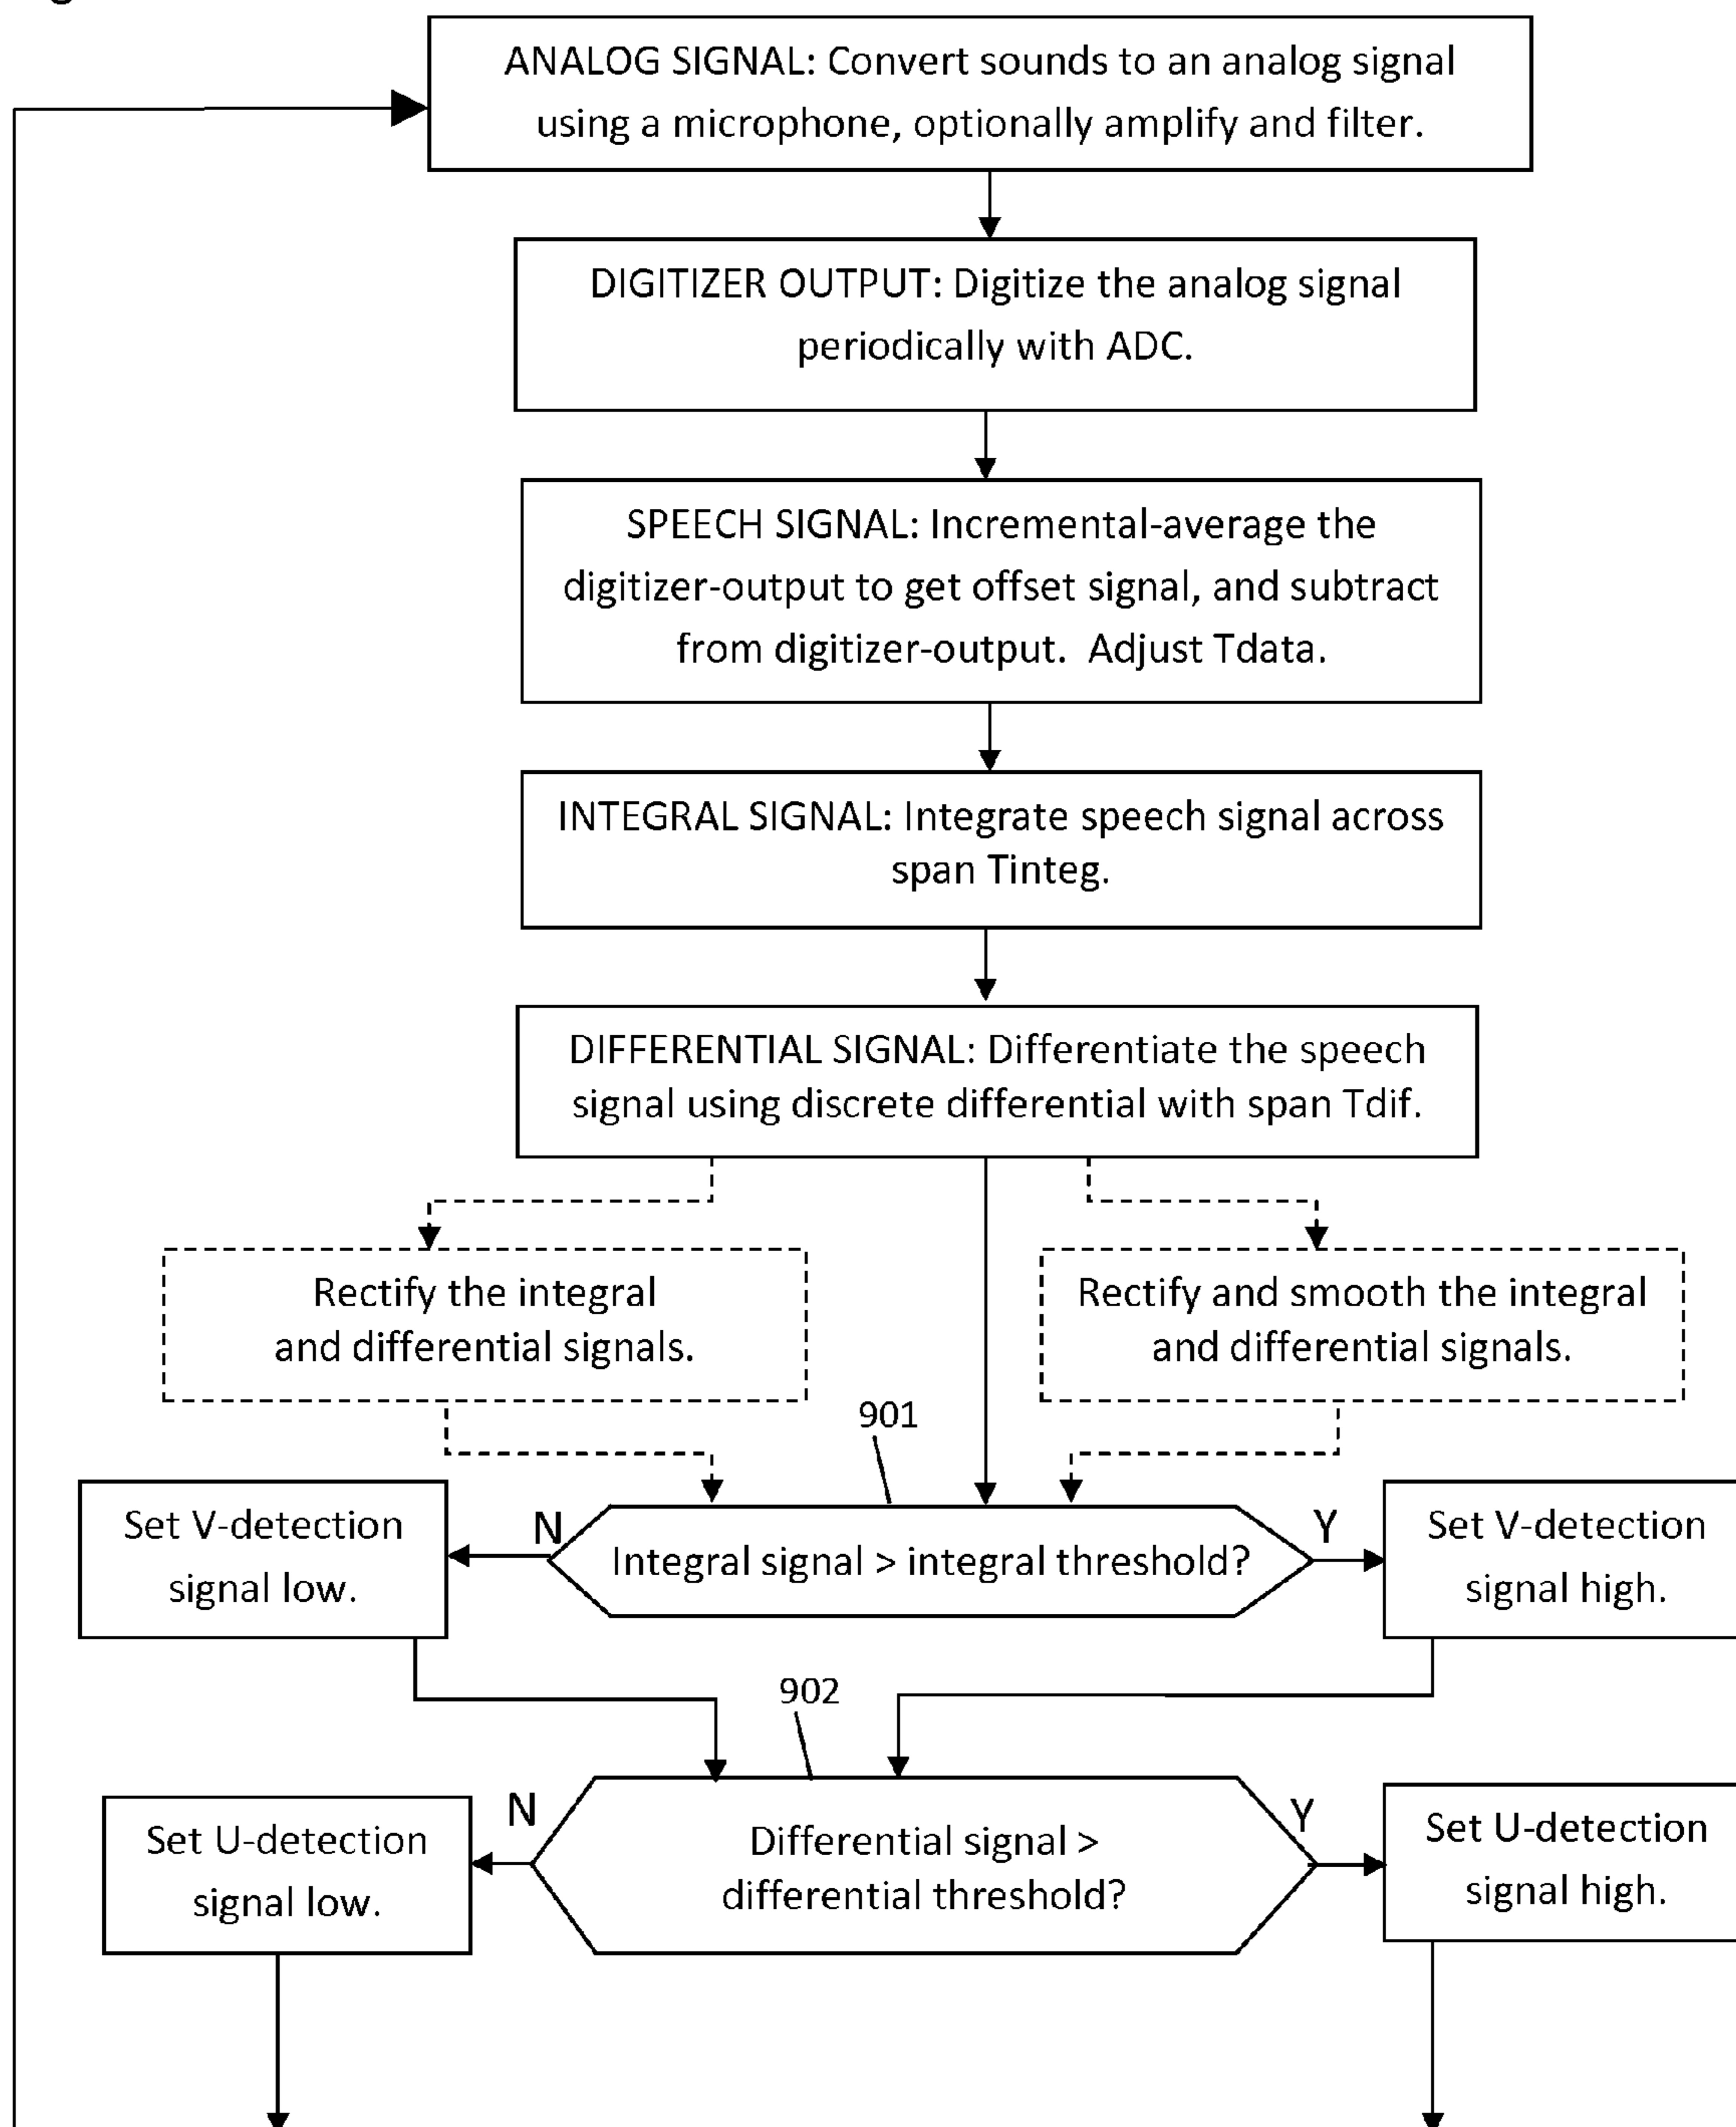 ANALOG SIGNAL: Convert sounds to an analog signal
using a microphone, optionally amplify and filter.
DIGITIZER OUTPUT: Digitize the analog signal
periodically with ADC.
SPEECH SIGNAL: Incremental-average the
digitizer-output to get offset signal, and subtract
from digitizer-output.  Adjust Tdata.
INTEGRAL SIGNAL: Integrate speech signal across
span Tinteg.
DIFFERENTIAL SIGNAL: Differentiate the speech
signal using discrete differential with span Tdif.
Rectify the integral
and differential signals.
Rectify and smooth the integral
and differential signals.
901
Set V-detection
signal low.
N
Integral signal > integral threshold?
Y
Set V-detection
signal high.
902
Set U-detection
signal low.
N
Differential signal >
differential threshold?
Y
Set U-detection
signal high.